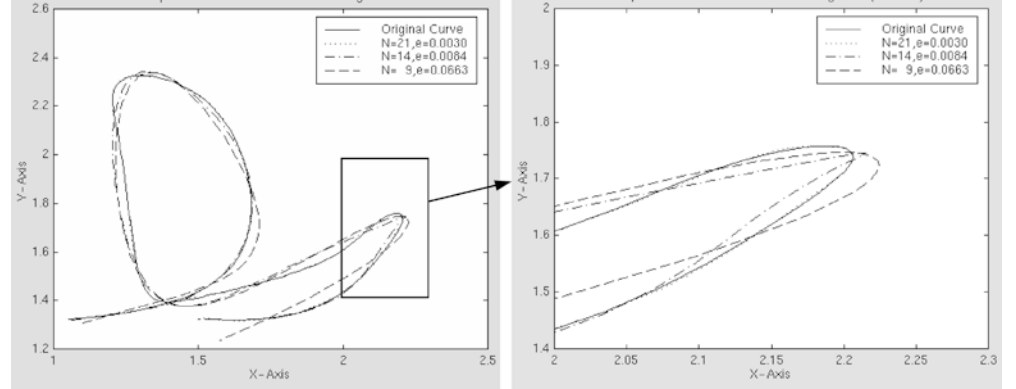 2.6
2.4
2.2
2
1.8
1.6
1.4
1.2
Y-Axis
1
1.5
2
2.5
X-Axis
Original Curve
N=21,e=0.0030
N=14,e=0.0084
N= 9,e=0.0663
2
1.9
1.8
1.7
1.6
1.5
1.4
Y-Axis
2
2.05
2.1
2.15
2.2
2.25
2.3
X-Axis
Original Curve
N=21,e=0.0030
N=14,e=0.0084
N= 9,e=0.0663